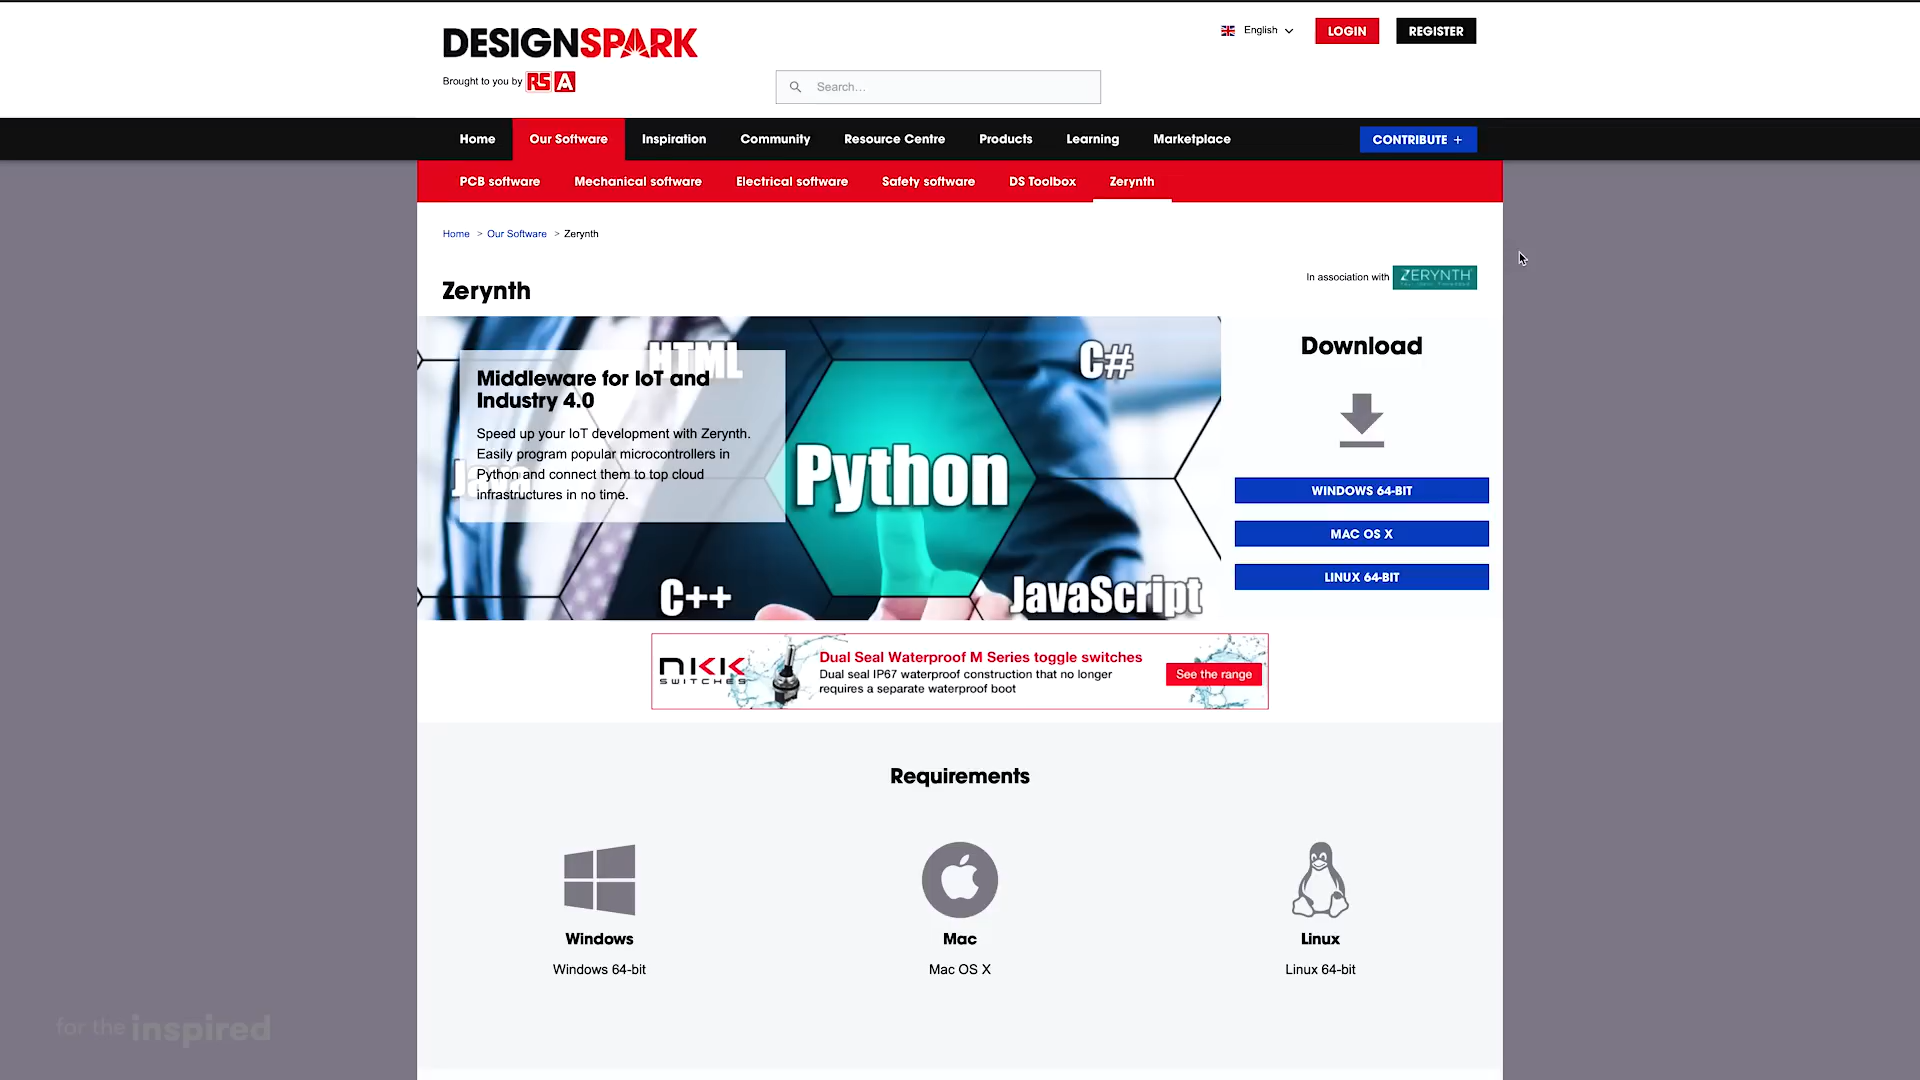 DESIGNSPARK
Brought to you by RS A
Search...
English
LOGIN
REGISTER
Home Our Software Inspiration Community Resource Centre Products Learning Marketplace
CONTRIBUTE +
PCB software Mechanical software Electrical software Safety software DS Toolbox Zerynth
Home > Our Software > Zerynth
Zerynth
In association with ZERYNTH
HTML
C#
Middleware for IoT and
Industry 4.0
Speed up your IoT development with Zerynth.
Easily program popular microcontrollers in
Python and connect them to top cloud
infrastructures in no time.
Java
Python
C++
JavaScript
Download
WINDOWS 64-BIT
MAC OS X
LINUX 64-BIT
NKK
SWITCHES
Dual Seal Waterproof M Series toggle switches
Dual seal IP67 waterproof construction that no longer
requires a separate waterproof boot
See the range
Requirements
Windows
Windows 64-bit
Mac
Mac OS X
Linux
Linux 64-bit
for the inspired